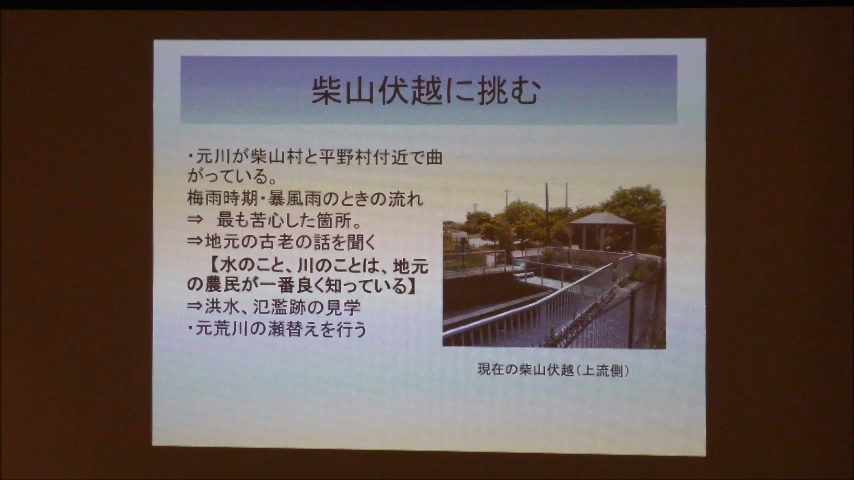 柴山伏越に挑む
・元川が柴山村と平野村付近で曲
がっている。
梅雨時期・暴風雨のときの流れ
⇒　最も苦心した箇所。
⇒地元の古老の話を聞く
【水のこと、川のことは、地元
の農民が一番良く知っている】
⇒洪水、氾濫跡の見学
・元荒川の瀬替えを行う
現在の柴山伏越（上流側）